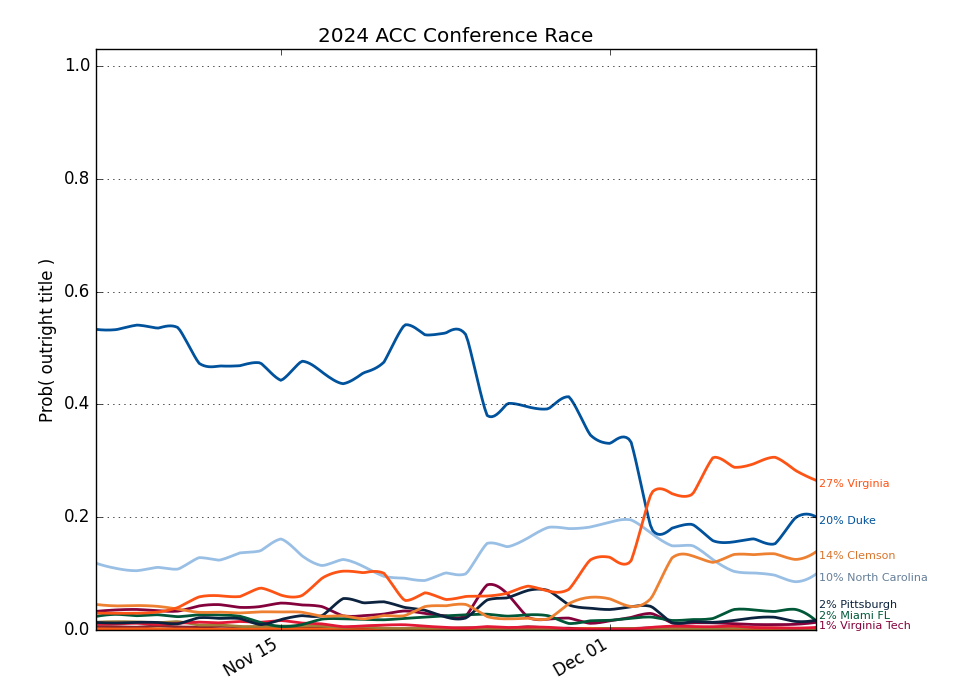 2024 ACC Conference Race
Prob( outright title )
1.0
0.8
0.6
0.4
0.2
0.0
Nov 15
Dec 01
27% Virginia
20% Duke
14% Clemson
10% North Carolina
2% Pittsburgh
2% Miami FL
1% Virginia Tech